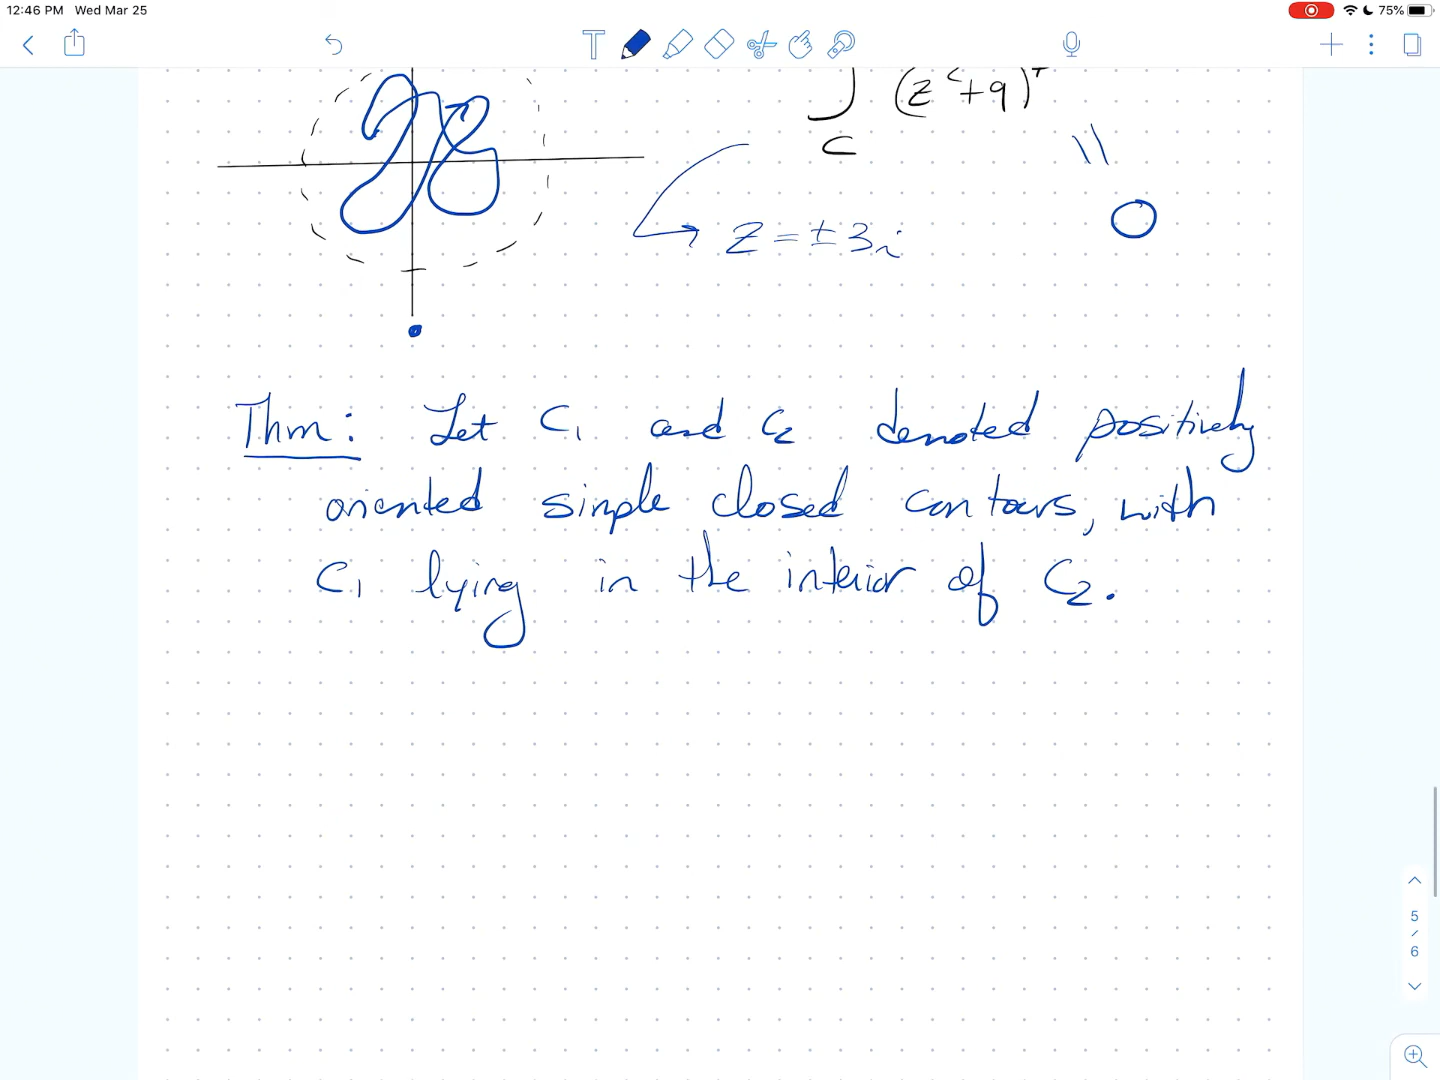 12:46 PM Wed Mar 25
75%
T
(z² + 9)
C
||
0
z = ± 3i
Thm: Let C₁ and C₂ denoted positively
oriented simple closed contours, with
C₁ lying in the interior of C₂.
5
/
6